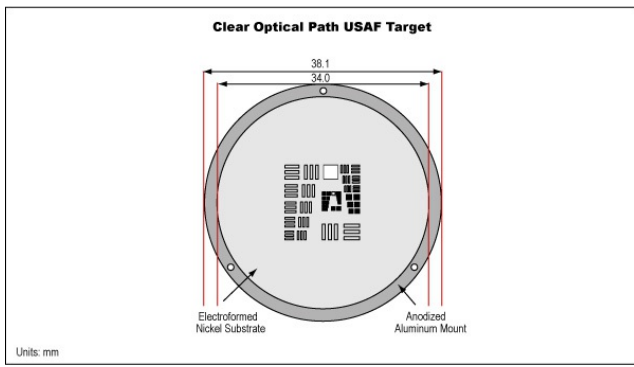 Clear Optical Path USAF Target
38.1
34.0
Electroformed
Nickel Substrate
Anodized
Aluminum Mount
Units: mm